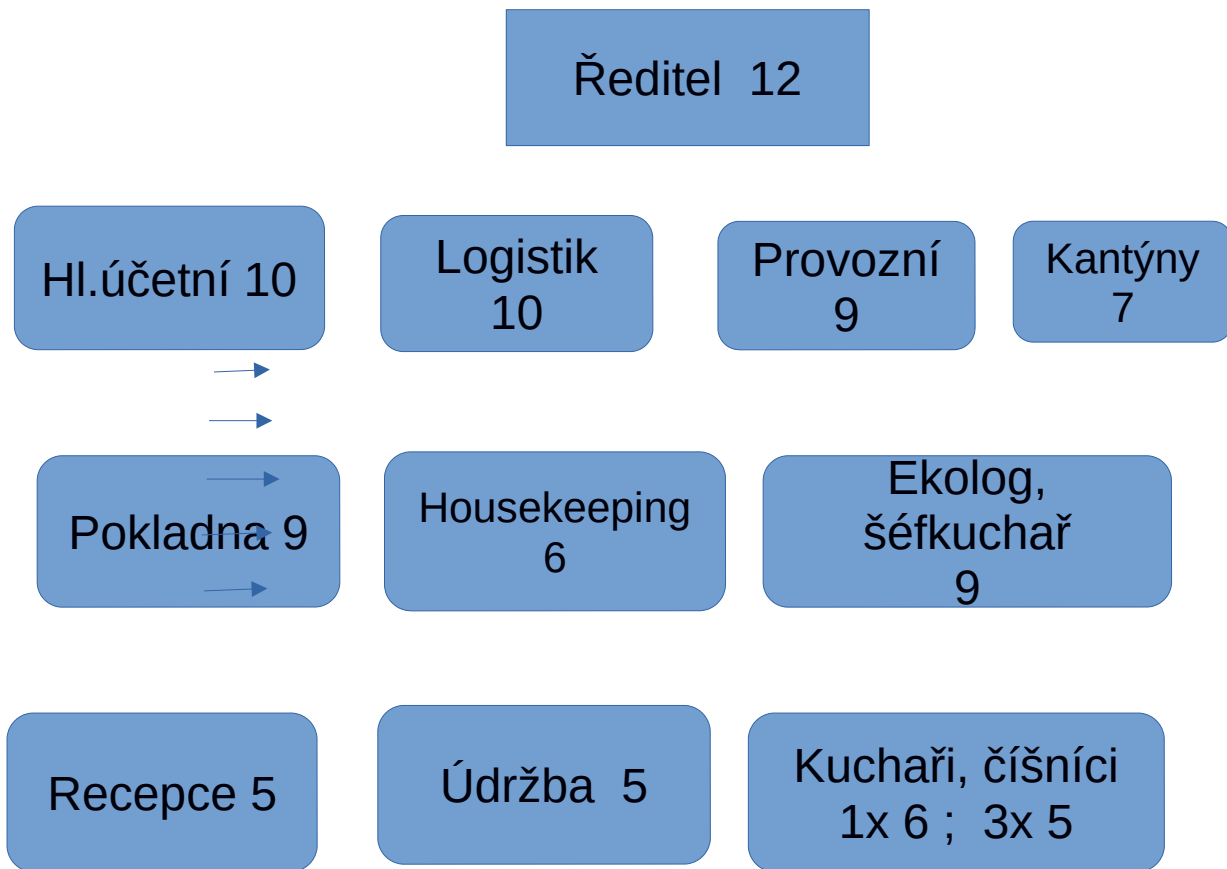 Ředitel  12
Hl.účetní 10
Logistik
10
Provozní
9
Kantýny
7
Pokladna 9
Housekeeping
6
Ekolog,
šéfkuchař
9
Recepce 5
Údržba  5
Kuchaři, číšníci
1x 6 ;  3x 5